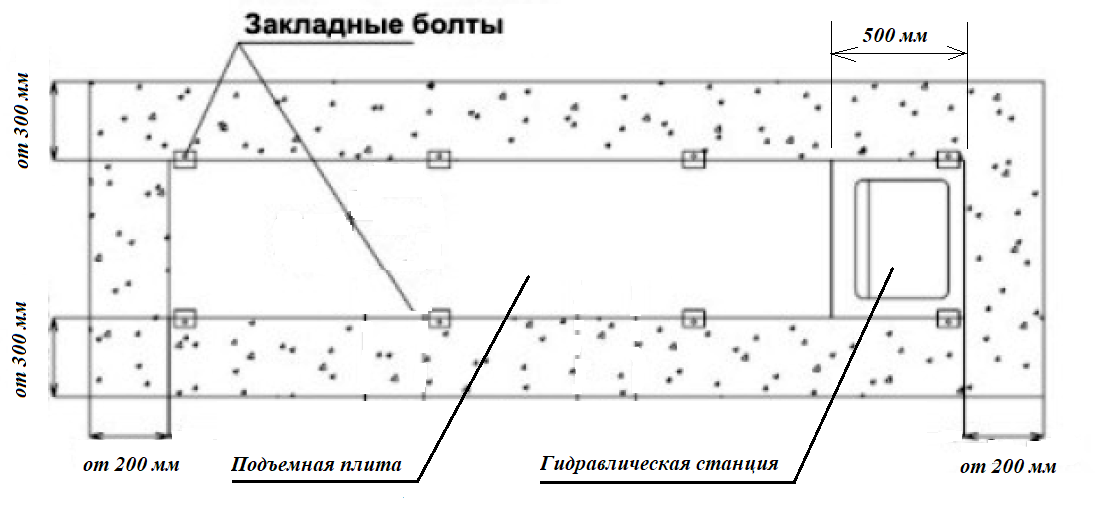 Закладные болты
500 мм
от 300 мм
от 300 мм
от 200 мм
Подъемная плита
Гидравлическая станция
от 200 мм